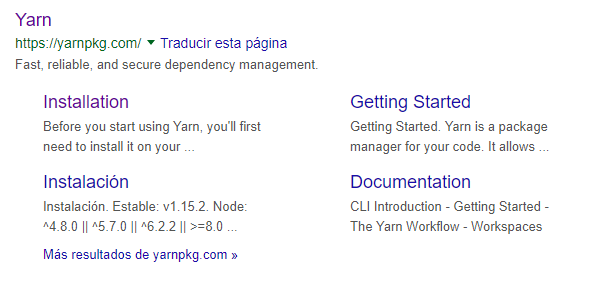 Yarn
https://yarnpkg.com/ ▼ Traducir esta página
Fast, reliable, and secure dependency management.
Installation
Before you start using Yarn, you'll first
need to install it on your ...
Getting Started
Getting Started. Yarn is a package
manager for your code. It allows ...
Instalación
Instalación. Estable: v1.15.2. Node:
^4.8.0 || ^5.7.0 || ^6.2.2 || >=8.0 ...
Documentation
CLI Introduction - Getting Started -
The Yarn Workflow - Workspaces
Más resultados de yarnpkg.com »